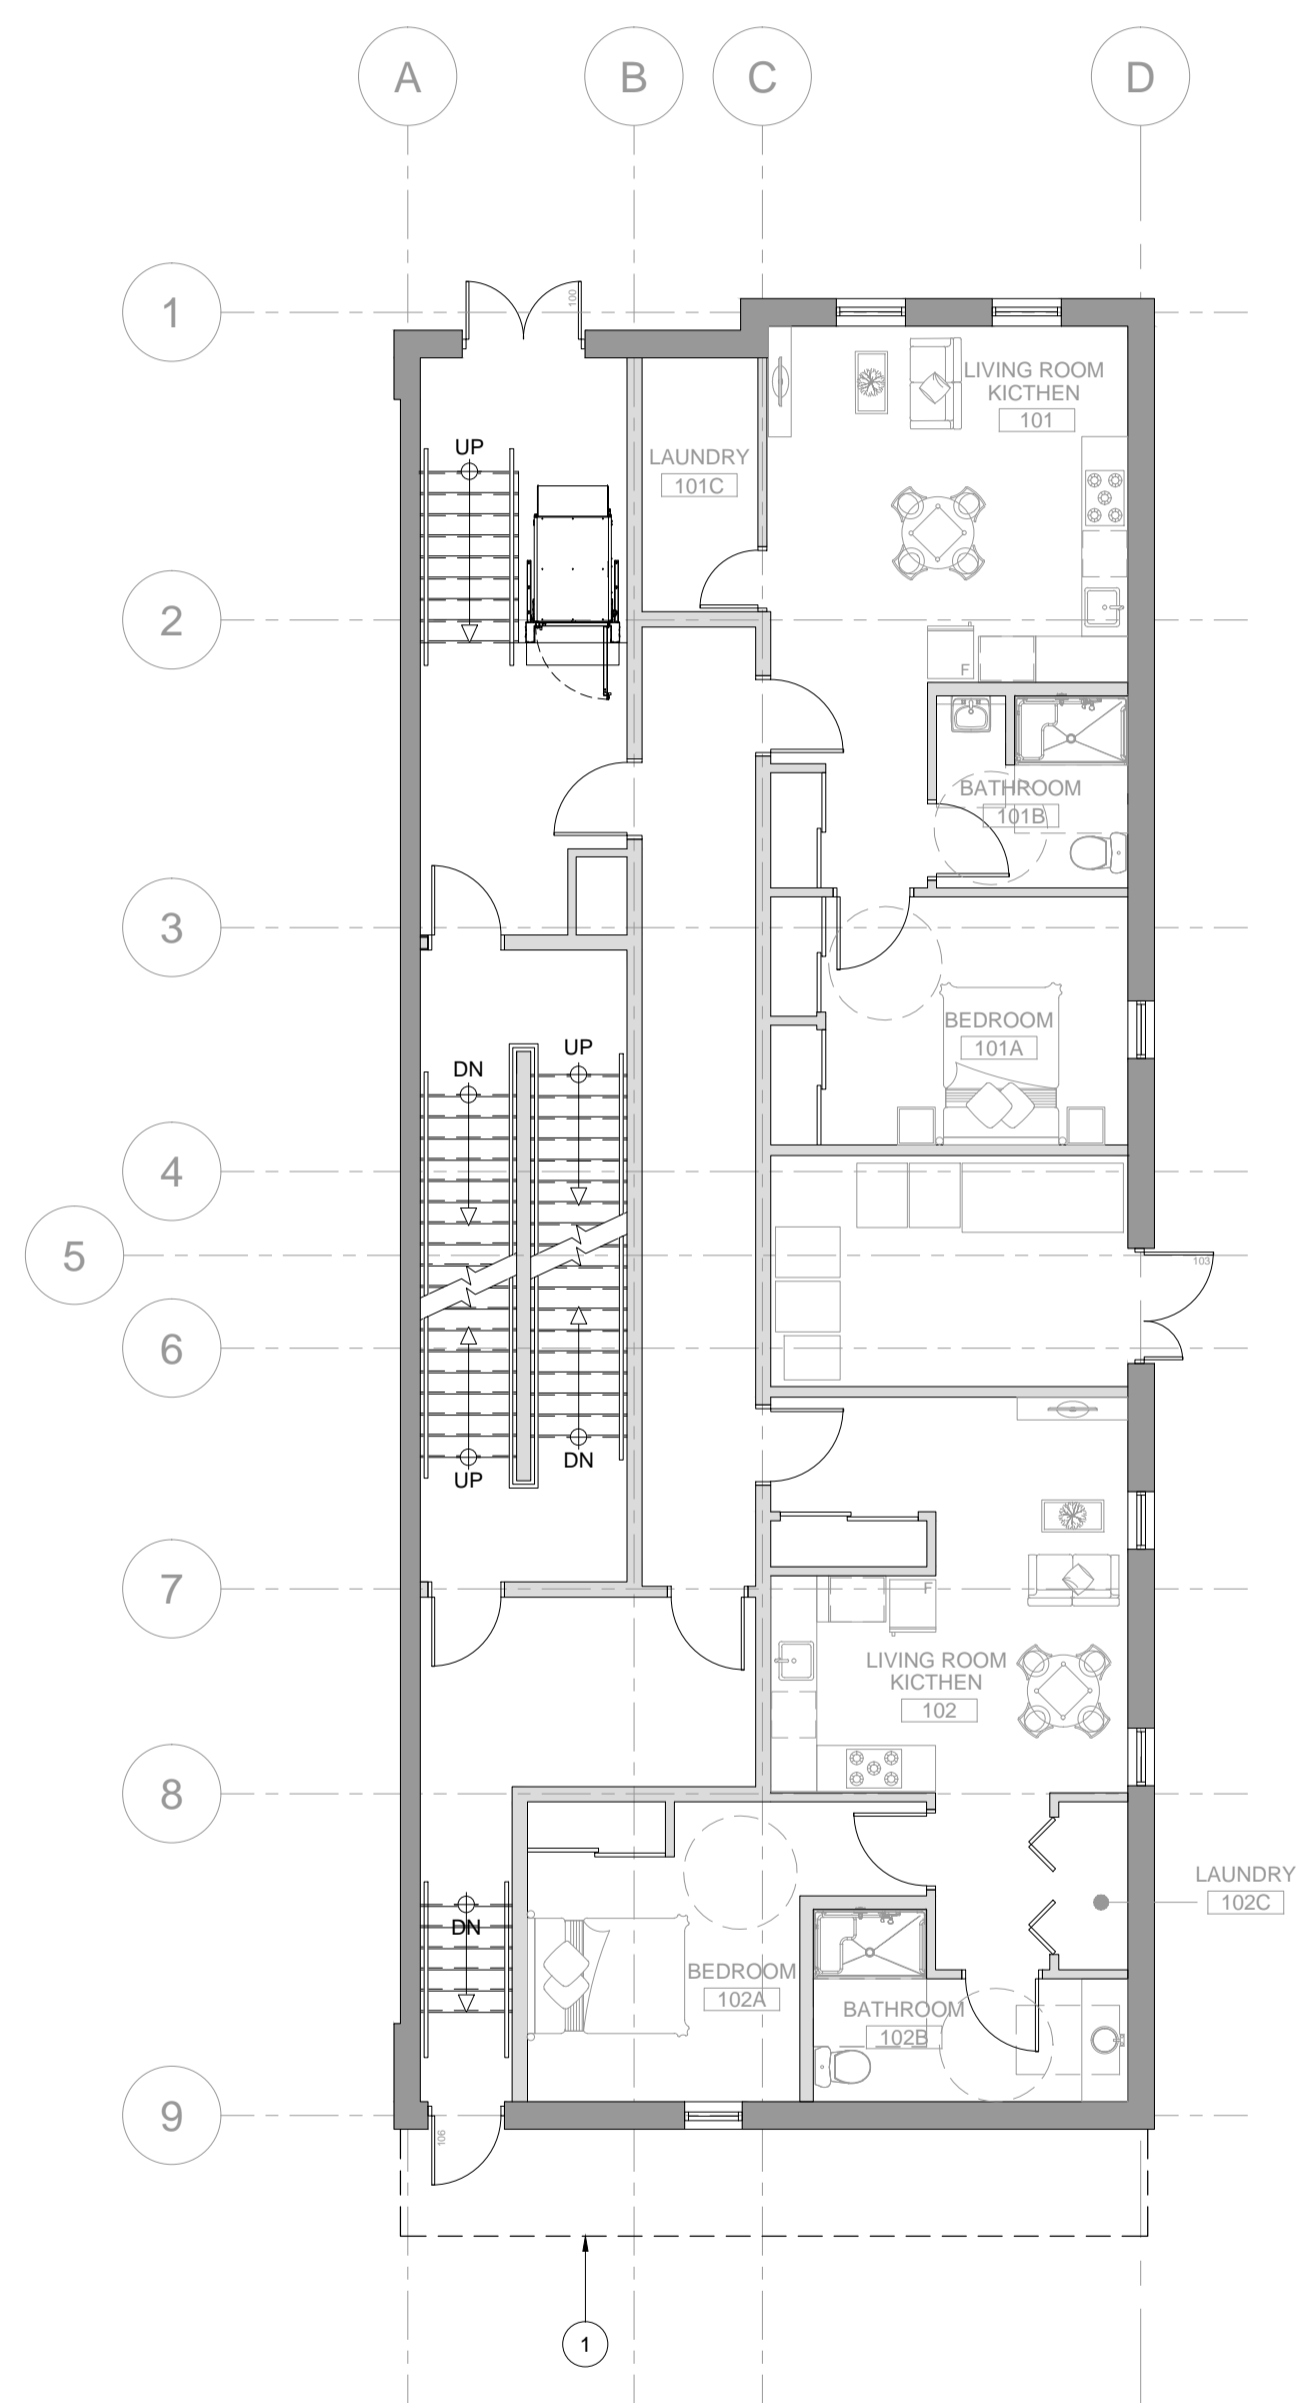 A
B
C
D
1
100
LIVING ROOM
KICTHEN
101
UP
LAUNDRY
101C
2
F
BATHROOM
101B
3
BEDROOM
101A
UP
DN
4
5
103
6
DN
UP
7
F
LIVING ROOM
KICTHEN
102
8
LAUNDRY
102C
DN
BEDROOM
102A
BATHROOM
102B
9
106
1